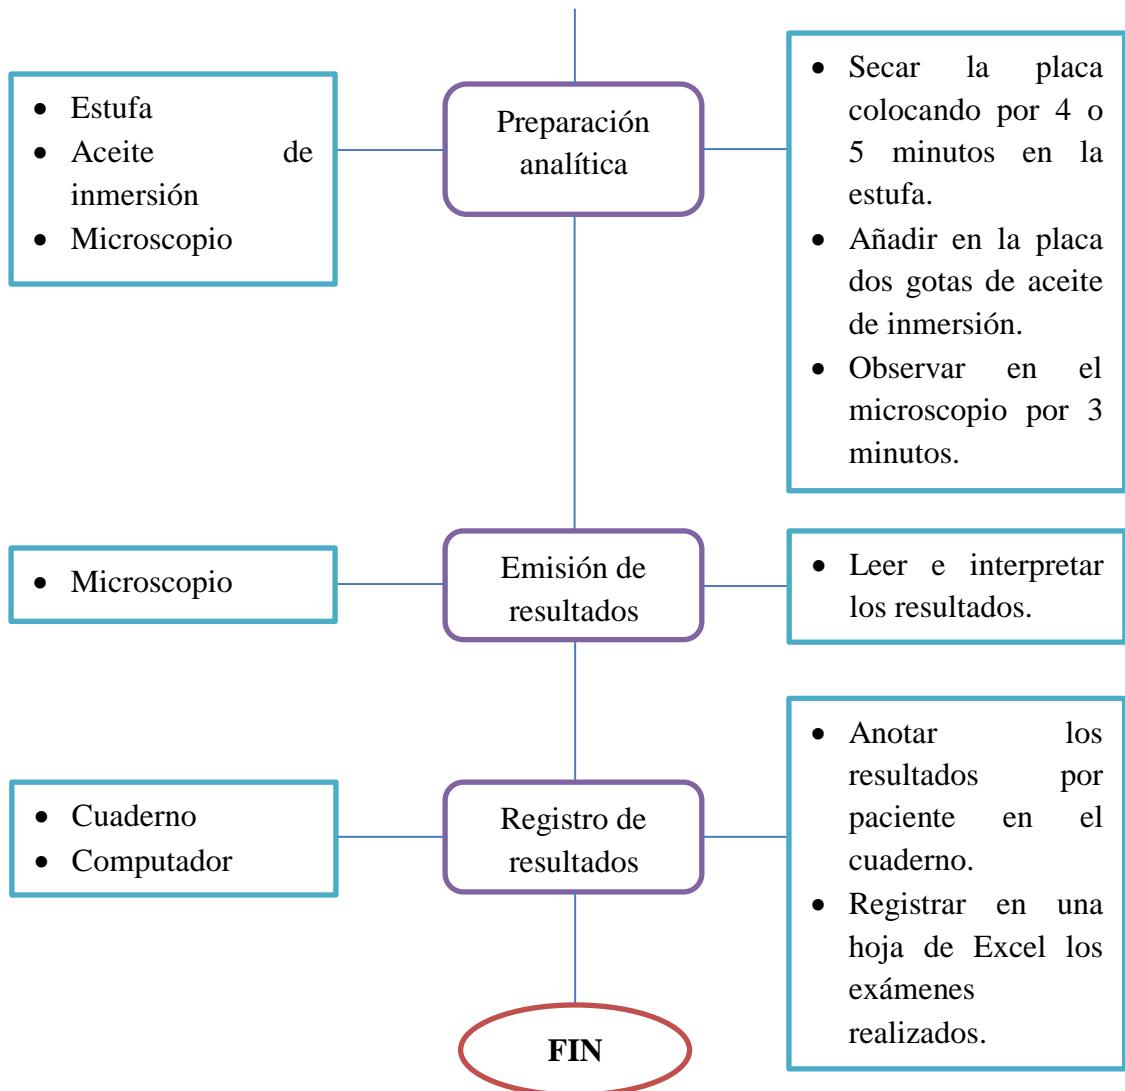 • Estufa
• Aceite de
inmersión
• Microscopio
Preparación
analítica
• Secar la placa
colocando por 4 o
5 minutos en la
estufa.
• Añadir en la placa
dos gotas de aceite
de inmersión.
• Observar en el
microscopio por 3
minutos.
• Microscopio
Emisión de
resultados
• Leer e interpretar
los resultados.
• Cuaderno
• Computador
Registro de
resultados
• Anotar los
resultados por
paciente en el
cuaderno.
• Registrar en una
hoja de Excel los
exámenes
realizados.
FIN